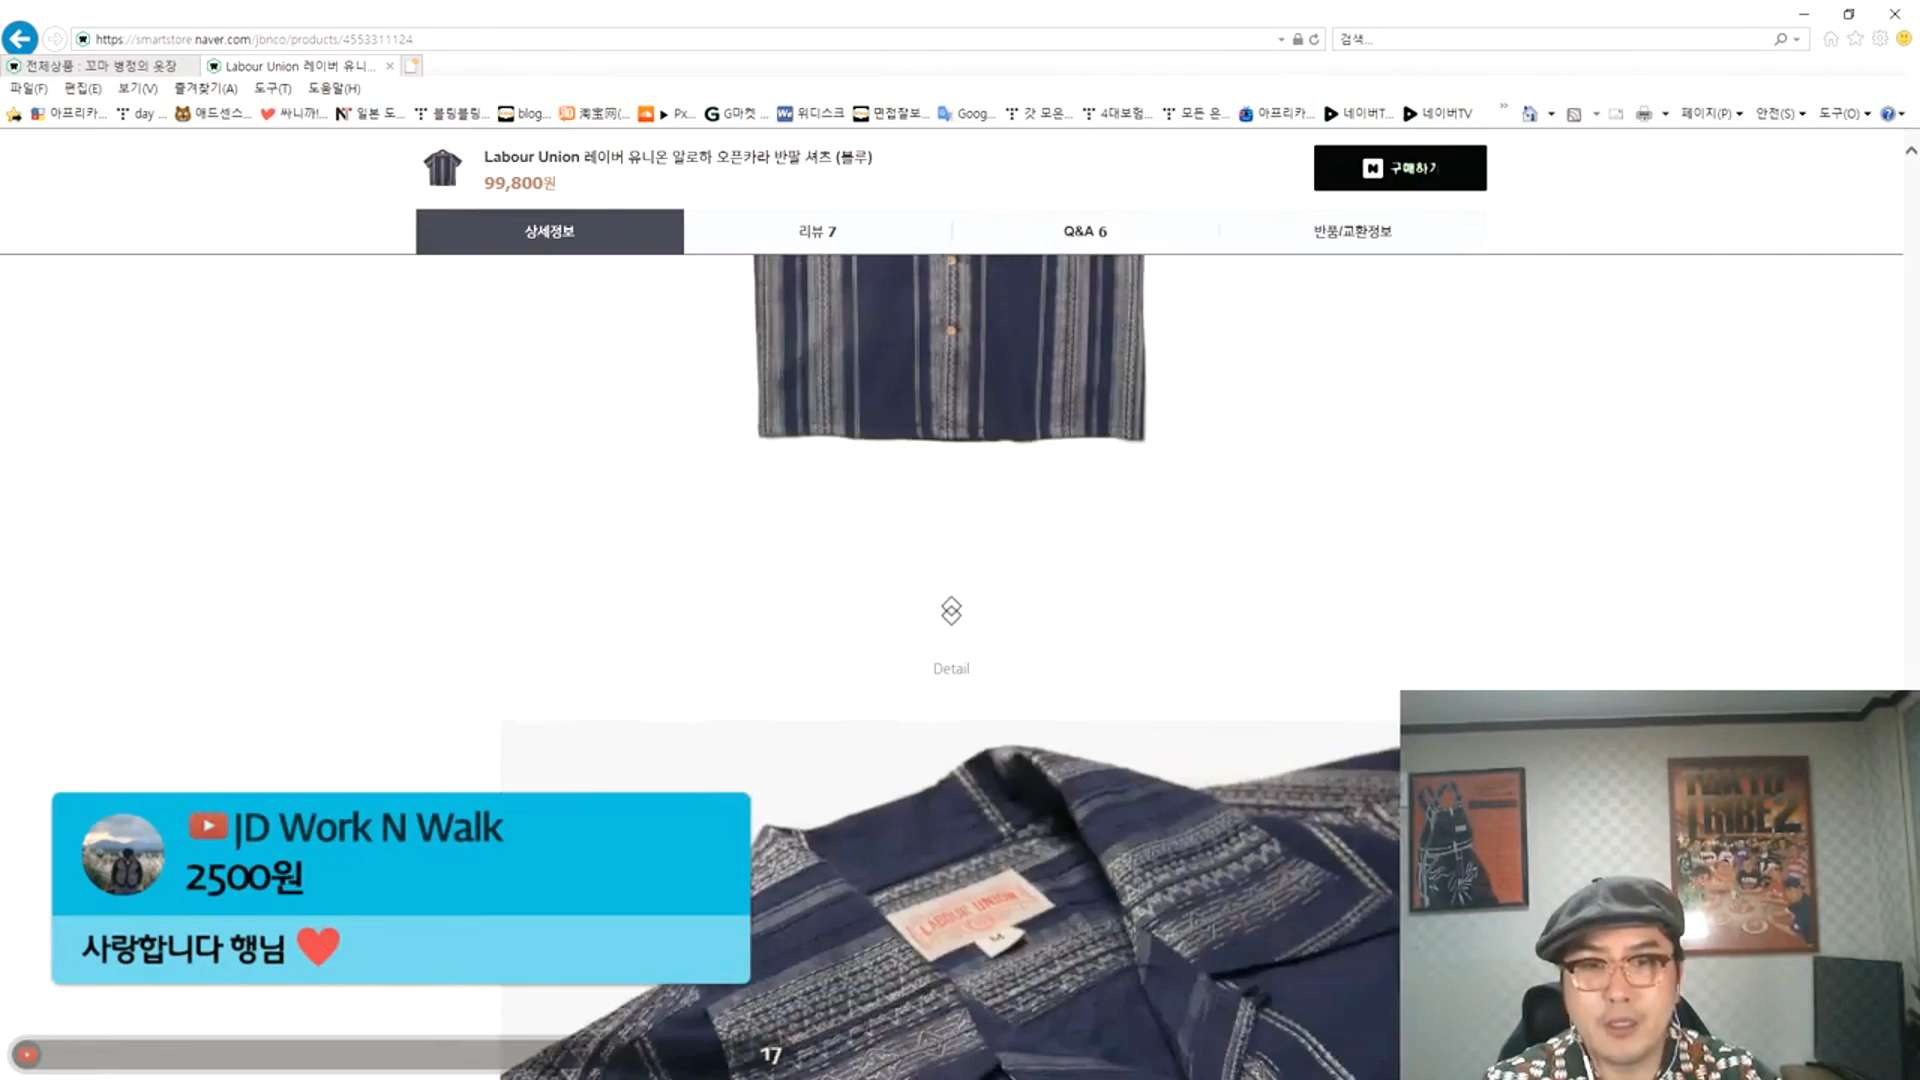 https://smartstore.naver.com/jbnco/products/4553311124
검색...
전체상품 : 꼬마 병정의 옷장
Labour Union 레이버 유니...
파일(F) 편집(E) 보기(V) 즐겨찾기(A) 도구(T) 도움말(H)
아프리카... day ... 애드센스... 싸니까!... 일본 도... 블링블링... blog... 淘宝网(... Px... G마켓 ... 위디스크 면접잘보... Goog... 갓 모은... 4대보험... 모든 온... 아프리카... 네이버T... 네이버TV » 페이지(P) 안전(S) 도구(O)
Labour Union 레이버 유니온 알로하 오픈카라 반팔 셔츠 (블루)
99,800원
N 구매하기
상세정보
리뷰 7
Q&A 6
반품/교환정보
Detail
LABOUR UNION
M
TOKYO
TRIBE2
JD Work N Walk
2500원
사랑합니다 행님
17